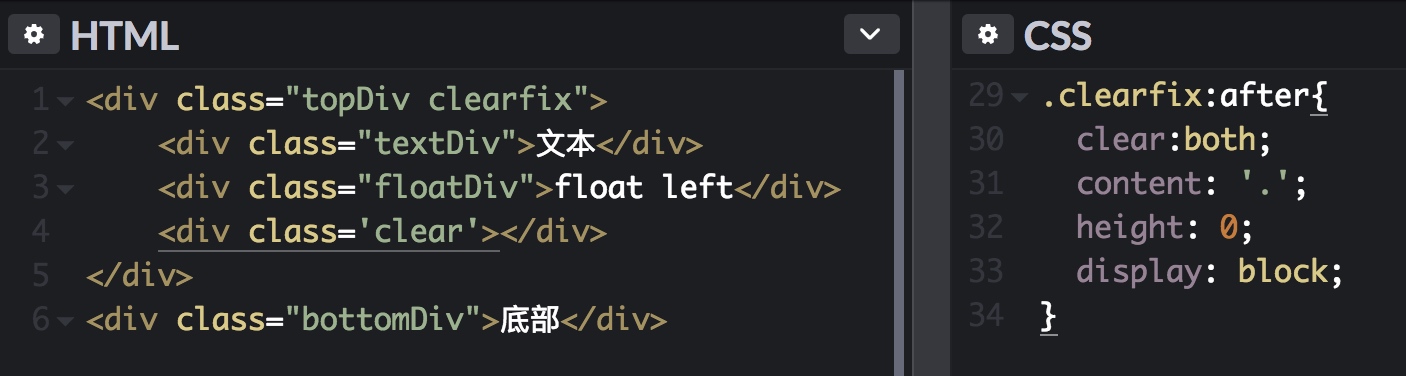 HTML
1 <div class="topDiv clearfix">
2 <div class="textDiv">文本</div>
3 <div class="floatDiv">float left</div>
4 <div class='clear'></div>
5 </div>
6 <div class="bottomDiv">底部</div>
CSS
29 .clearfix:after{
30 clear:both;
31 content: '.';
32 height: 0;
33 display: block;
34 }